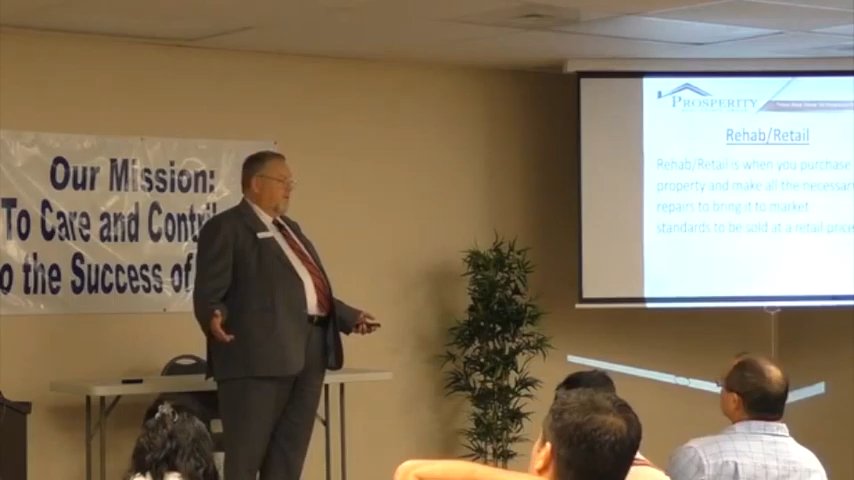 Our Mission:
To Care and Contrib
o the Success of
PROSPERITY
Rehab/Retail
Rehab/Retail is when you purchase
property and make all the necessar
repairs to bring it to market
standards to be sold at a retail price